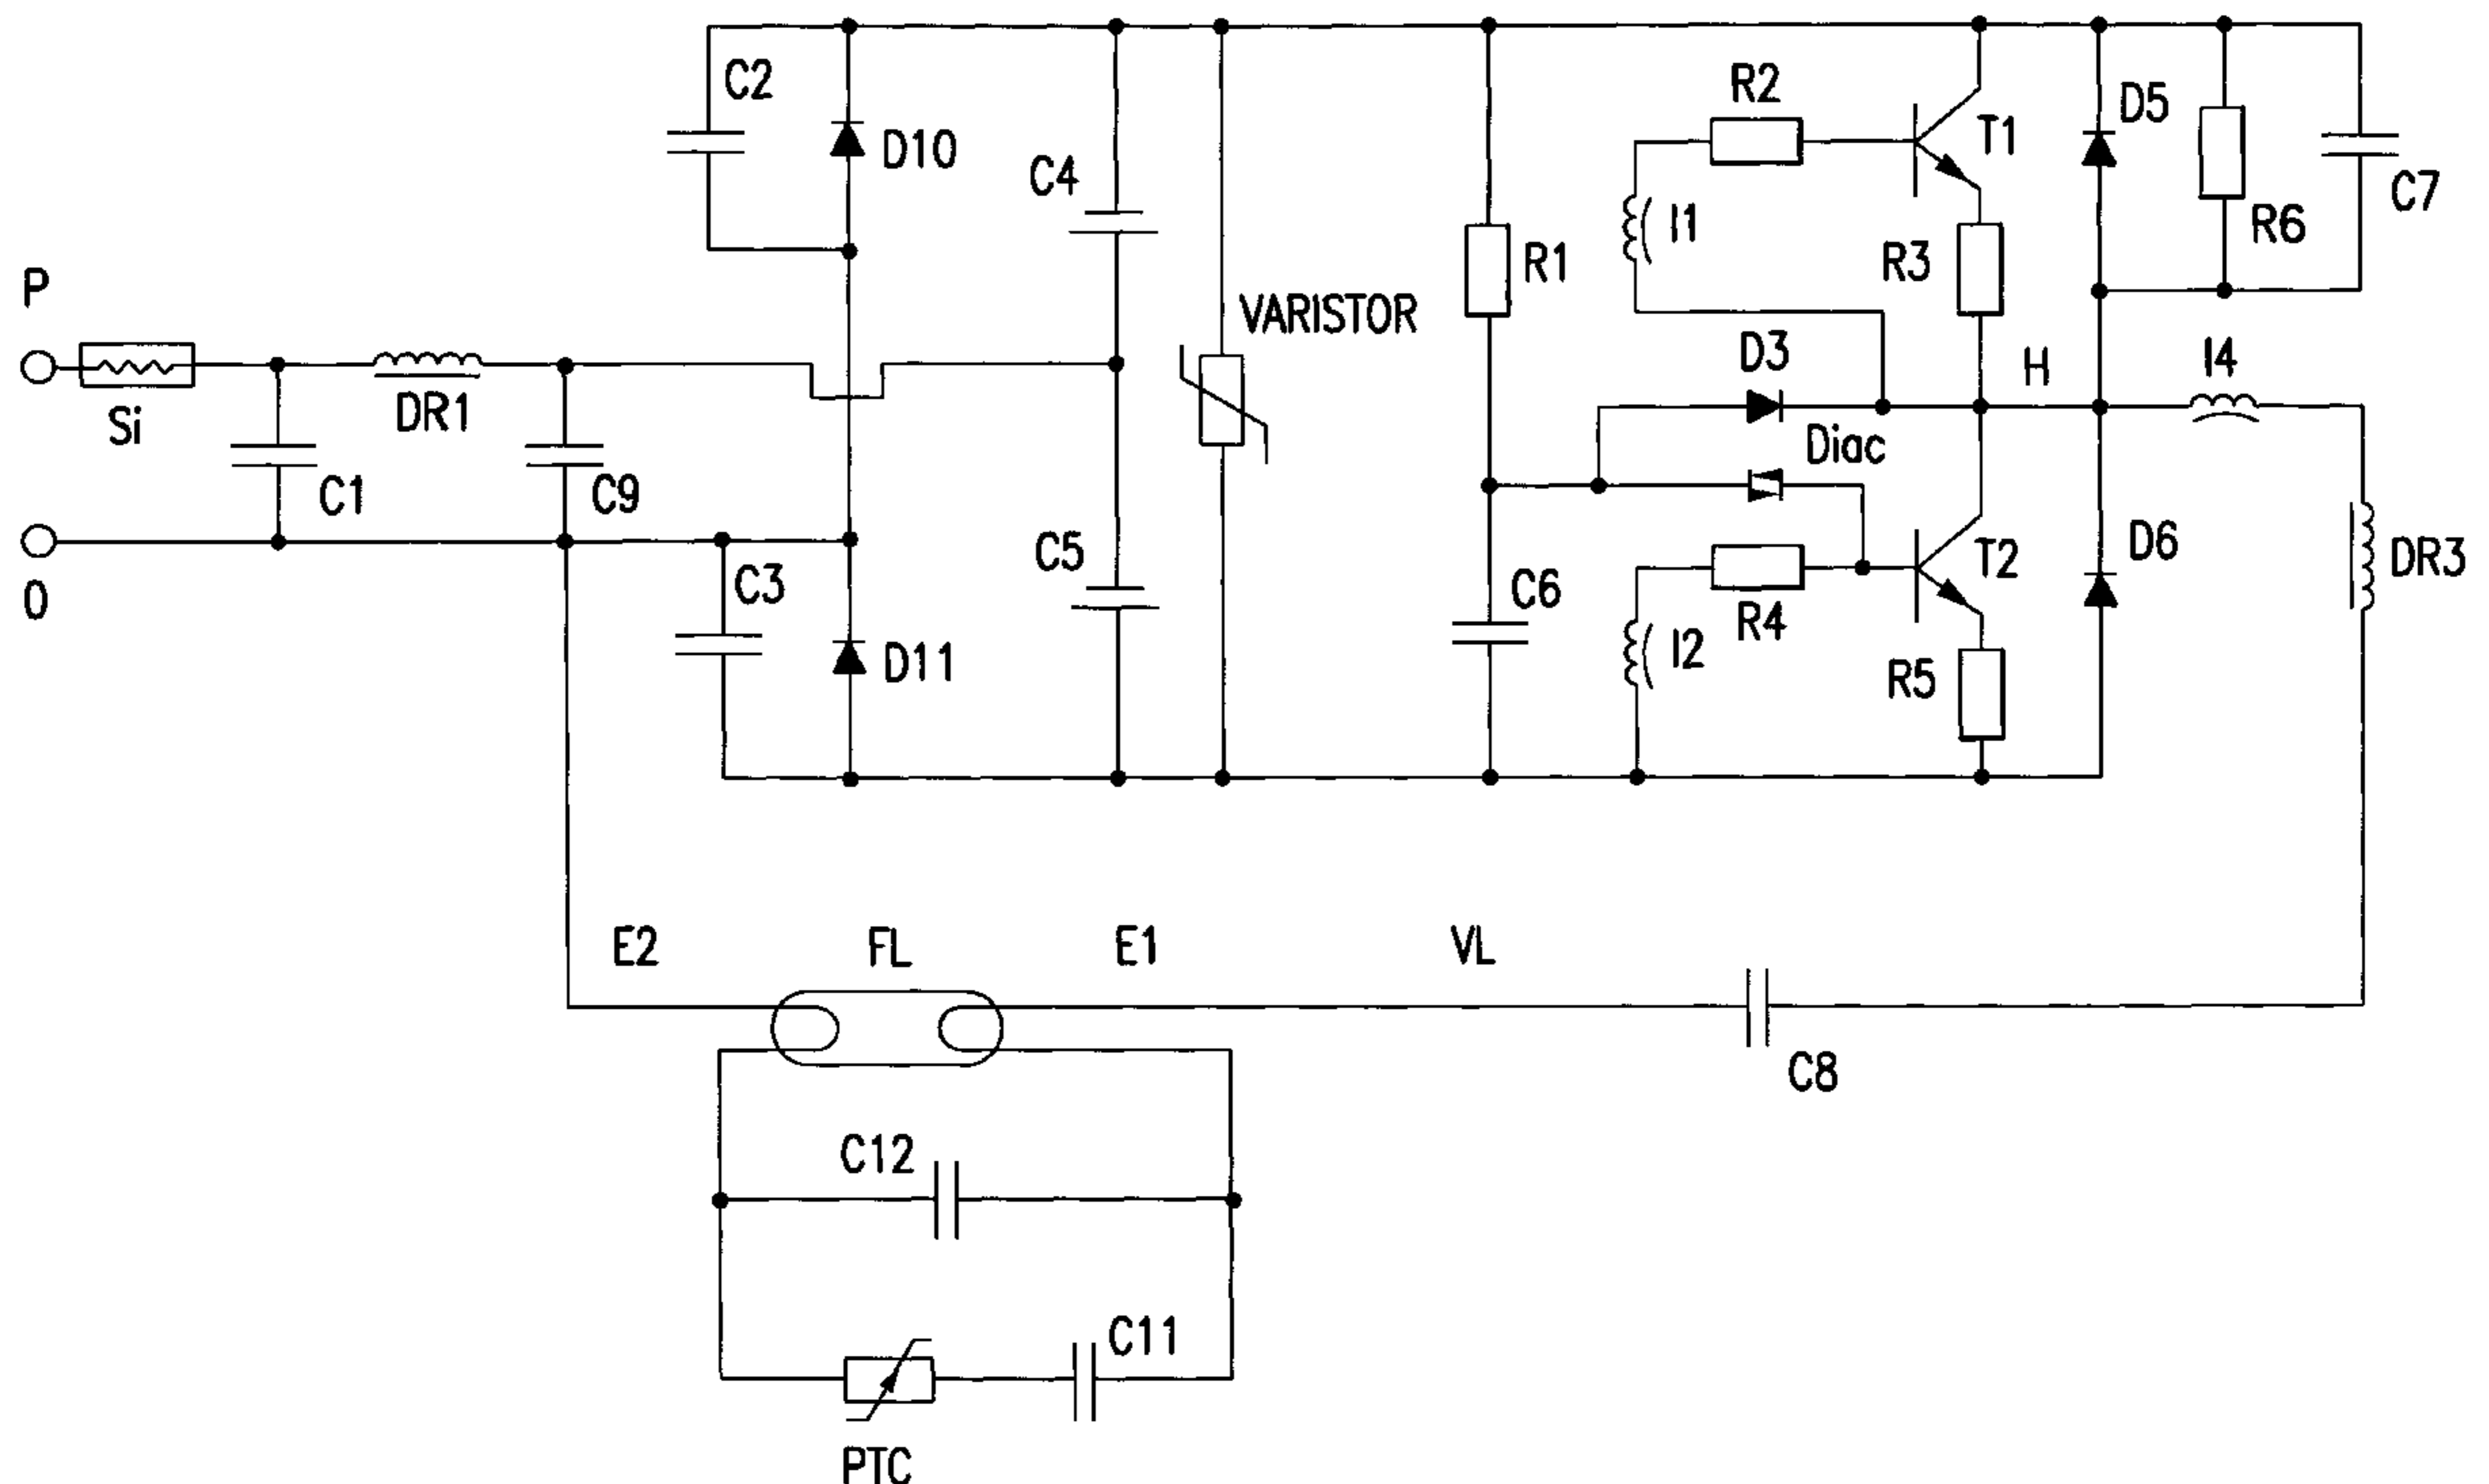 C2
D10
C4
R2
T1
D5
C7
I1
R3
R6
R1
P
VARISTOR
Si
DR1
D3
H
I4
C1
C9
Diac
C3
C5
C6
T2
D6
DR3
0
R4
D11
I2
R5
E2
FL
E1
VL
C8
C12
C11
PTC